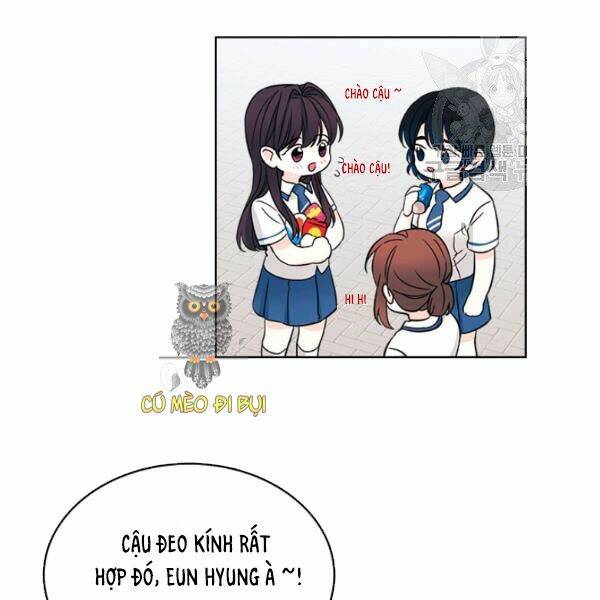 CHÀO CẬU ~
CHÀO CẬU!
HI HI
CÚ MÈO ĐI BỤI
CẬU ĐEO KÍNH RẤT
HỢP ĐÓ, EUN HYUNG À ~!